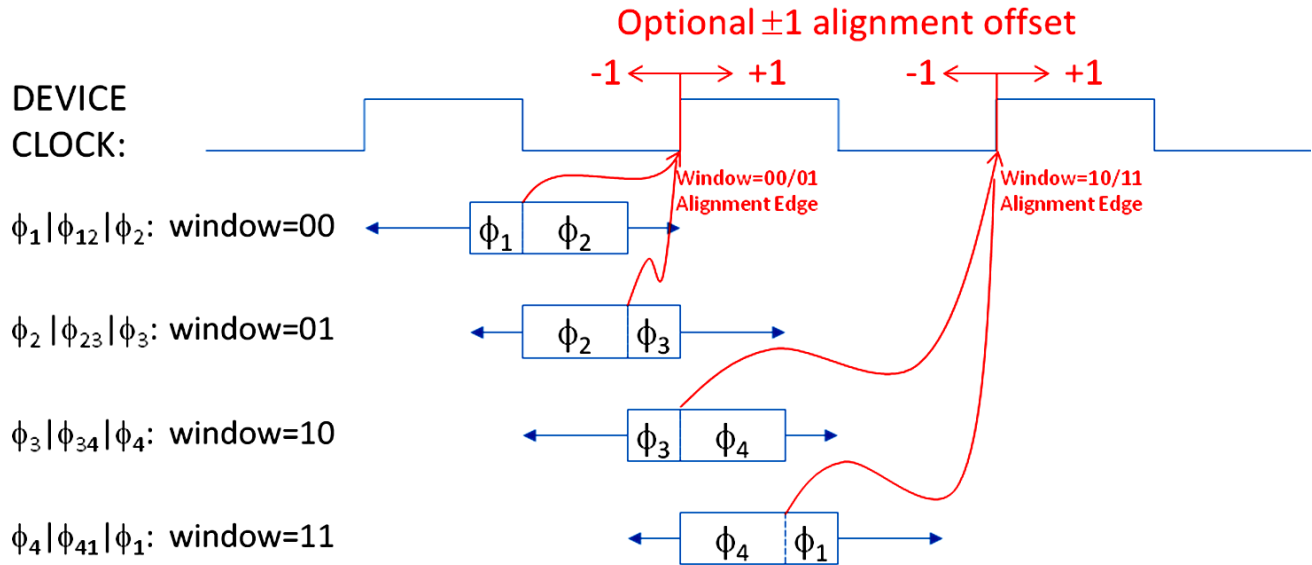 Optional ±1 alignment offset
-1 +1 -1 +1
DEVICE
CLOCK:
Window=00/01
Alignment Edge
Window=10/11
Alignment Edge
ϕ₁|ϕ₁₂|ϕ₂: window=00
ϕ₁ ϕ₂
ϕ₂ |ϕ₂₃|ϕ₃: window=01
ϕ₂ ϕ₃
ϕ₃|ϕ₃₄|ϕ₄: window=10
ϕ₃ ϕ₄
ϕ₄|ϕ₄₁|ϕ₁: window=11
ϕ₄ ϕ₁